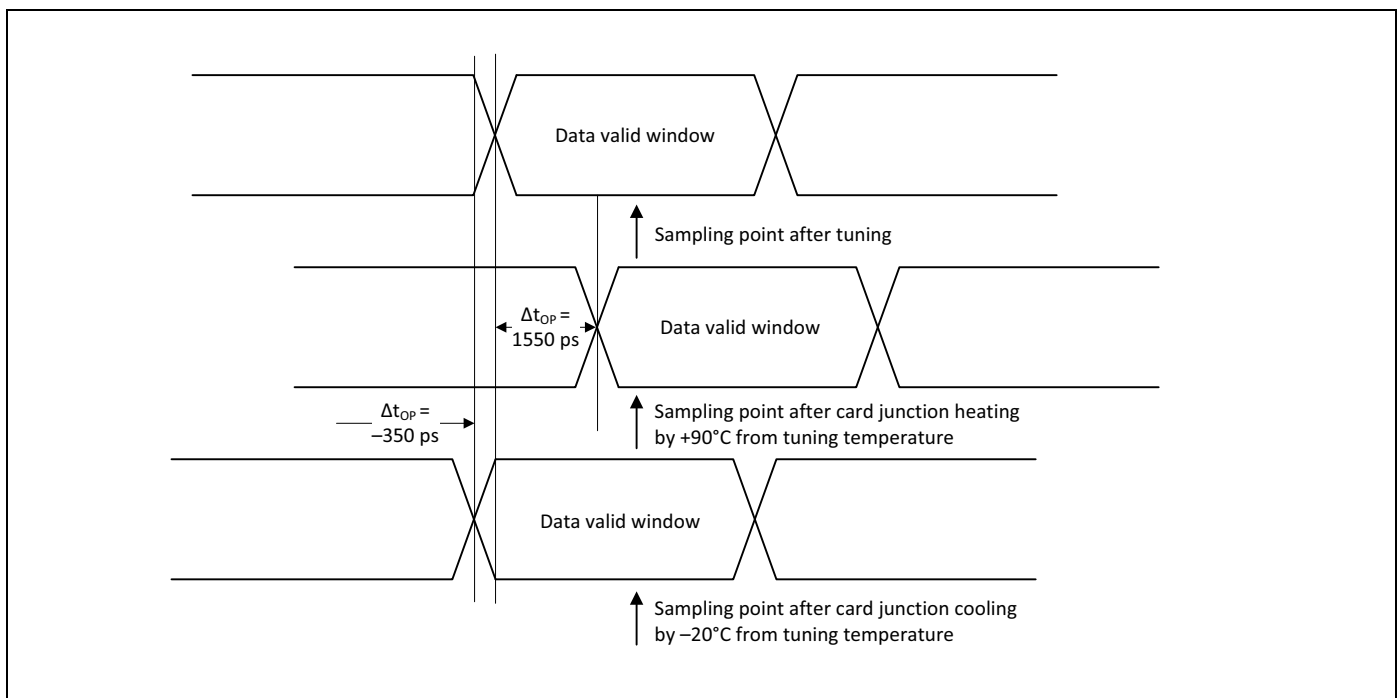 Data valid window
Sampling point after tuning
ΔtOP =
1550 ps
Data valid window
ΔtOP =
–350 ps
Sampling point after card junction heating
by +90°C from tuning temperature
Data valid window
Sampling point after card junction cooling
by –20°C from tuning temperature